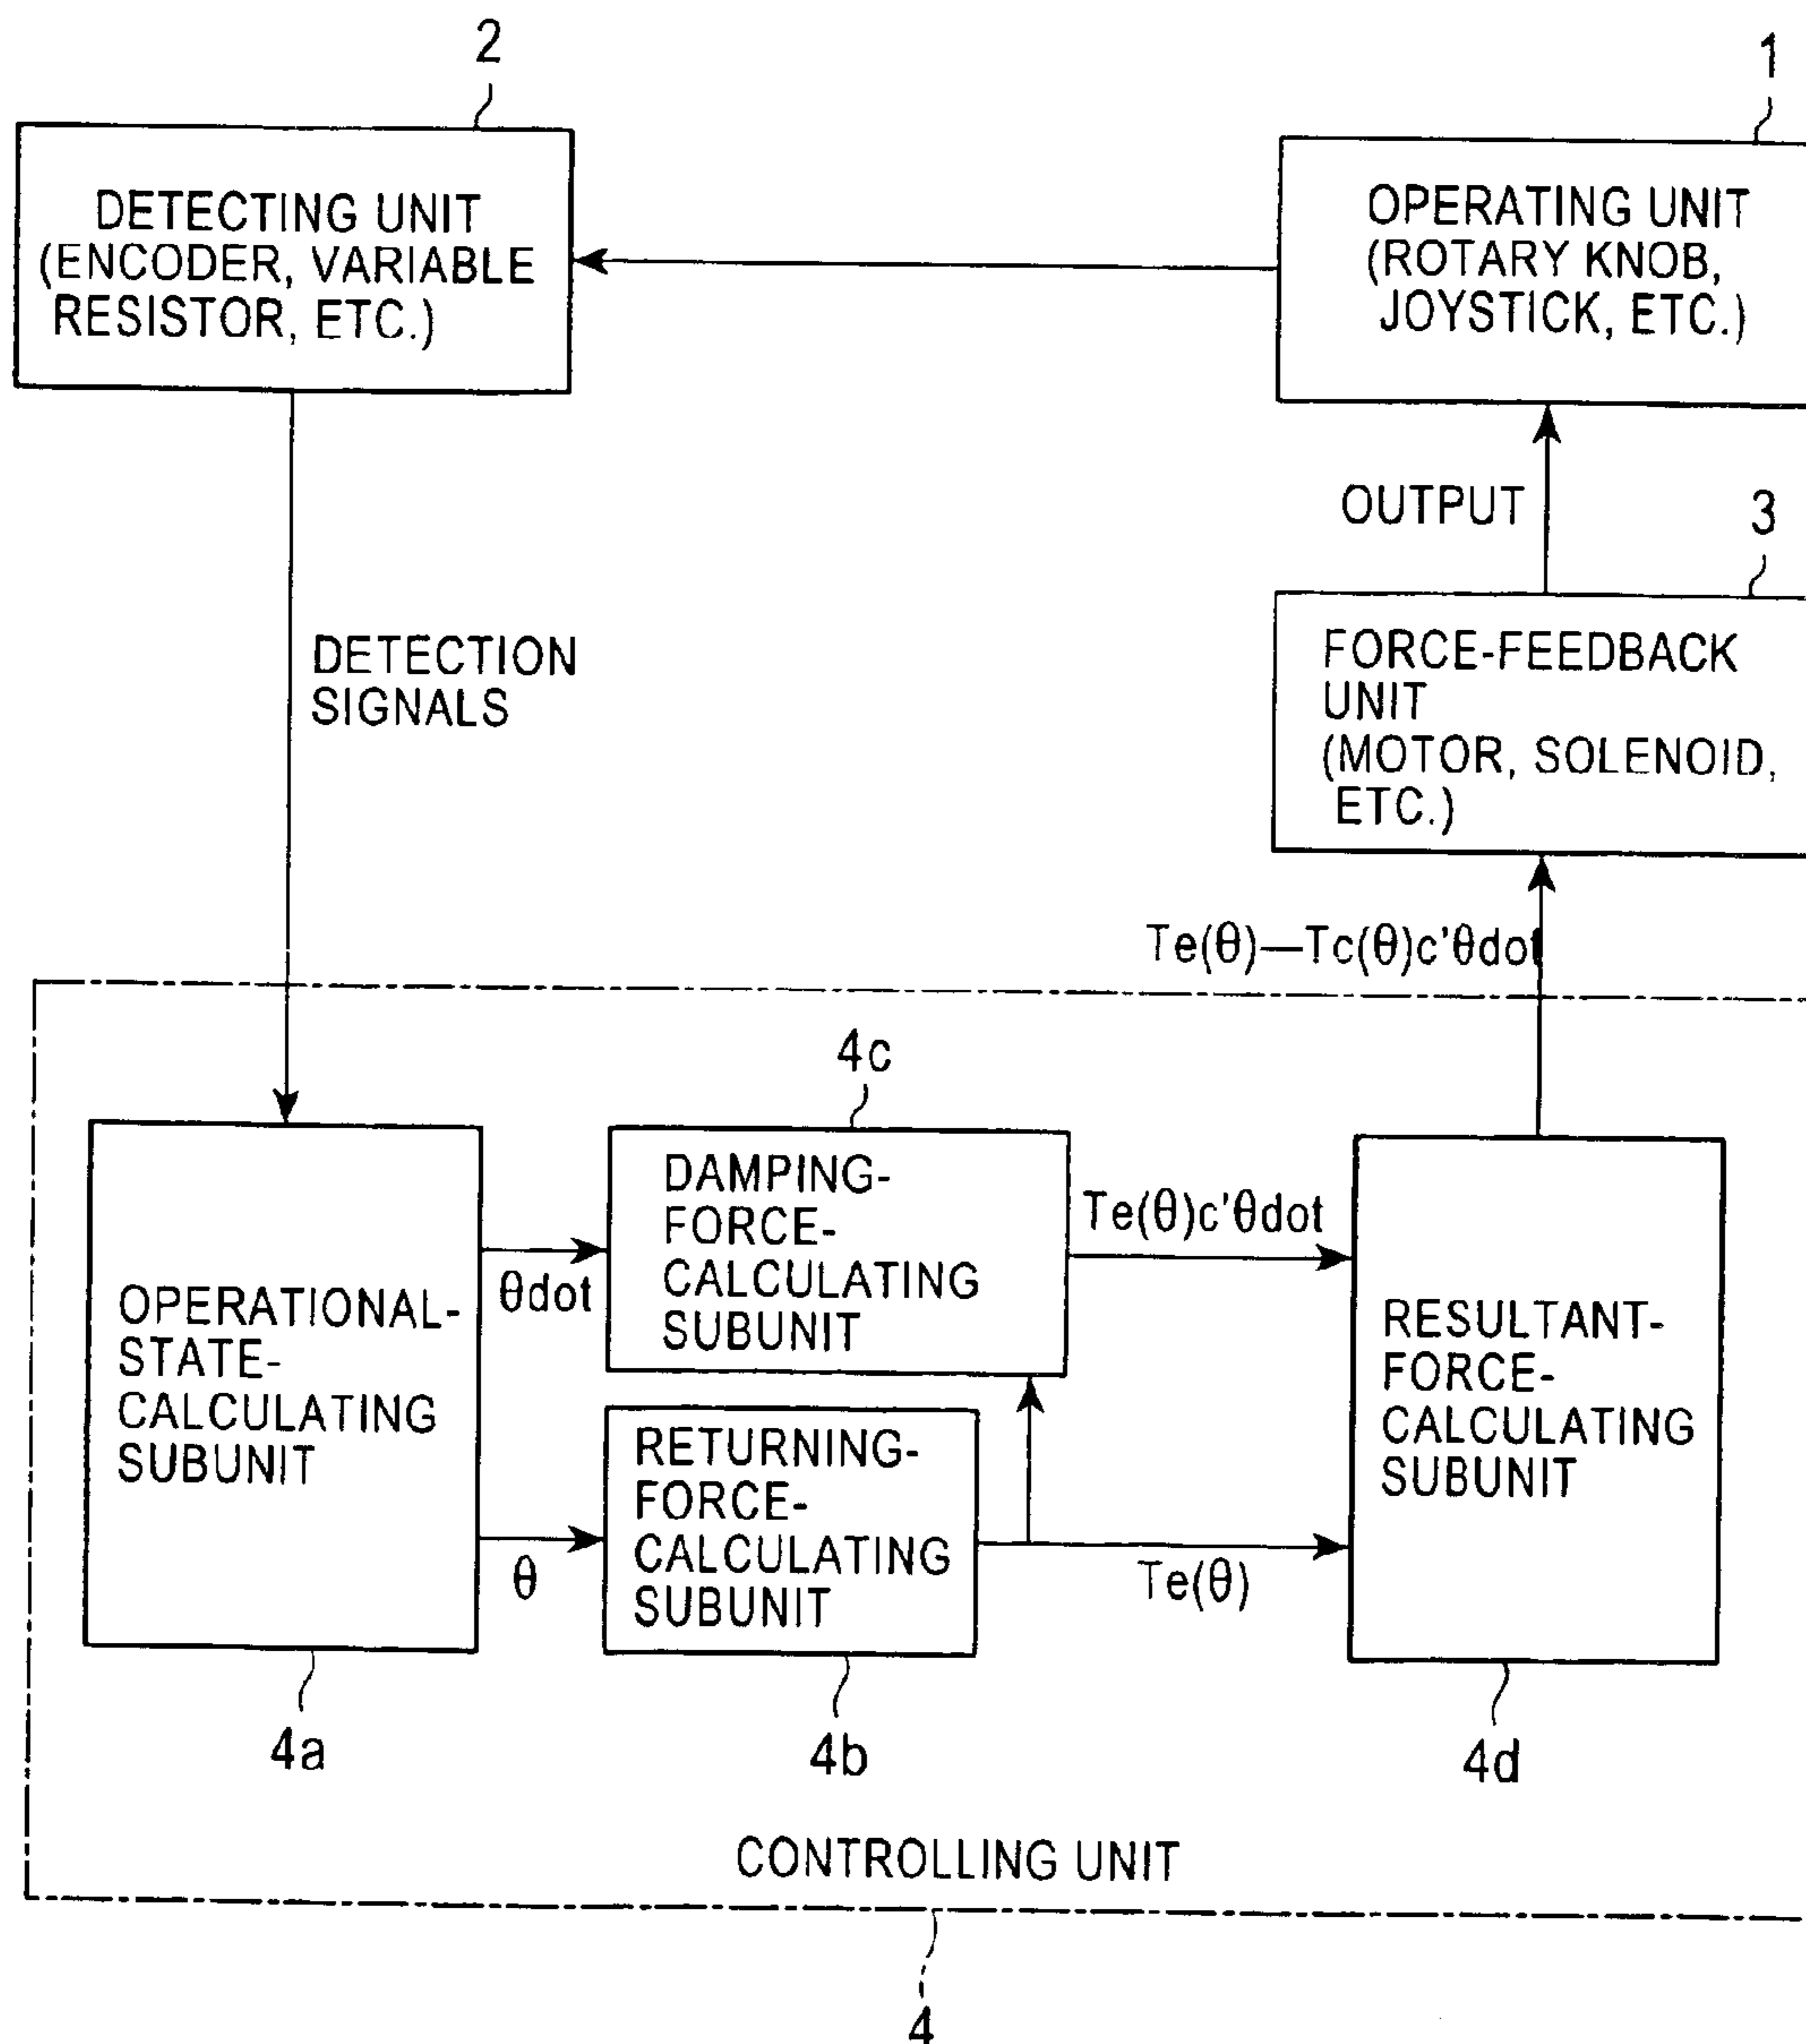 2
1
DETECTING UNIT
(ENCODER, VARIABLE
RESISTOR, ETC.)
OPERATING UNIT
(ROTARY KNOB,
JOYSTICK, ETC.)
OUTPUT
3
DETECTION
SIGNALS
FORCE-FEEDBACK
UNIT
(MOTOR, SOLENOID,
ETC.)
Te(θ)—Tc(θ)c'θdot
4c
DAMPING-
FORCE-
CALCULATING
SUBUNIT
Te(θ)c'θdot
θdot
OPERATIONAL-
STATE-
CALCULATING
SUBUNIT
RESULTANT-
FORCE-
CALCULATING
SUBUNIT
RETURNING-
FORCE-
CALCULATING
SUBUNIT
θ
Te(θ)
4a
4b
4d
CONTROLLING UNIT
4